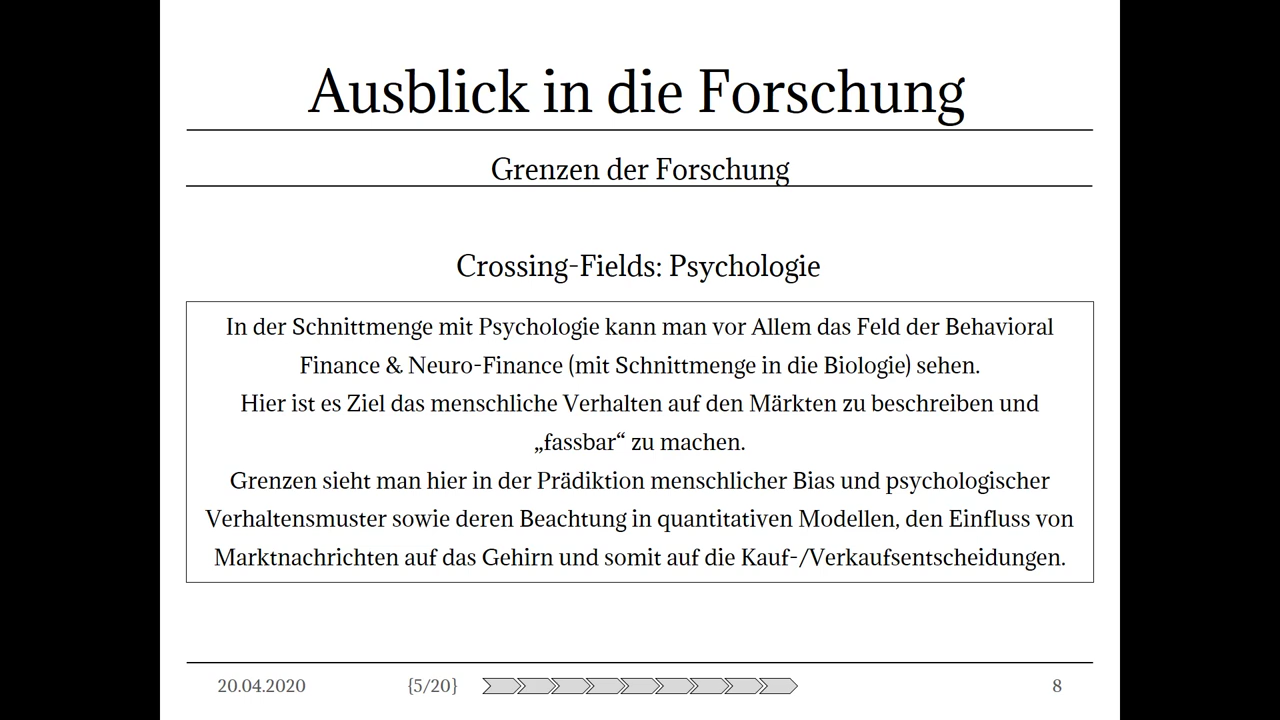 Ausblick in die Forschung
Grenzen der Forschung
Crossing-Fields: Psychologie
In der Schnittmenge mit Psychologie kann man vor Allem das Feld der Behavioral
Finance & Neuro-Finance (mit Schnittmenge in die Biologie) sehen.
Hier ist es Ziel das menschliche Verhalten auf den Märkten zu beschreiben und
„fassbar“ zu machen.
Grenzen sieht man hier in der Prädiktion menschlicher Bias und psychologischer
Verhaltensmuster sowie deren Beachtung in quantitativen Modellen, den Einfluss von
Marktnachrichten auf das Gehirn und somit auf die Kauf-/Verkaufsentscheidungen.
20.04.2020 {5/20} 8